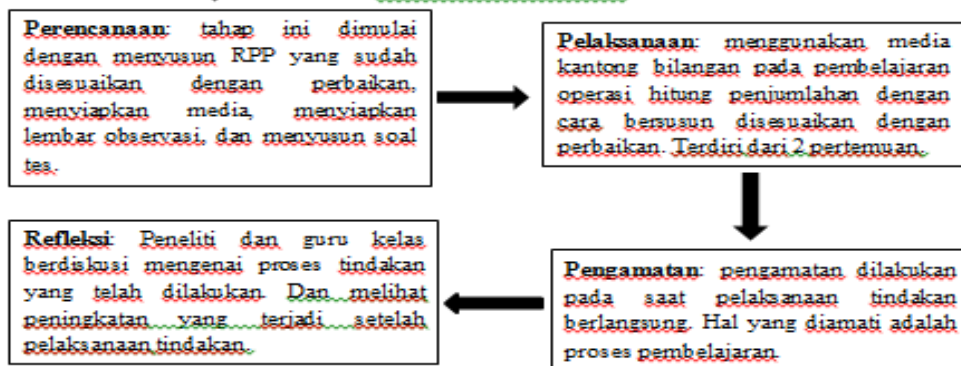 Perencanaan: tahap ini dimulai
dengan menyusun RPP yang sudah
disesuaikan dengan perbaikan,
menyiapkan media, menyiapkan
lembar observasi, dan menyusun soal
tes.
Pelaksanaan: menggunakan media
kantong bilangan pada pembelajaran
operasi hitung penjumlahan dengan
cara bersusun disesuaikan dengan
perbaikan. Terdiri dari 2 pertemuan.
Pengamatan: pengamatan dilakukan
pada saat pelaksanaan tindakan
berlangsung. Hal yang diamati adalah
proses pembelajaran
Refleksi: Peneliti dan guru kelas
berdiskusi mengenai proses tindakan
yang telah dilakukan. Dan melihat
peningkatan yang terjadi setelah
pelaksanaan tindakan.